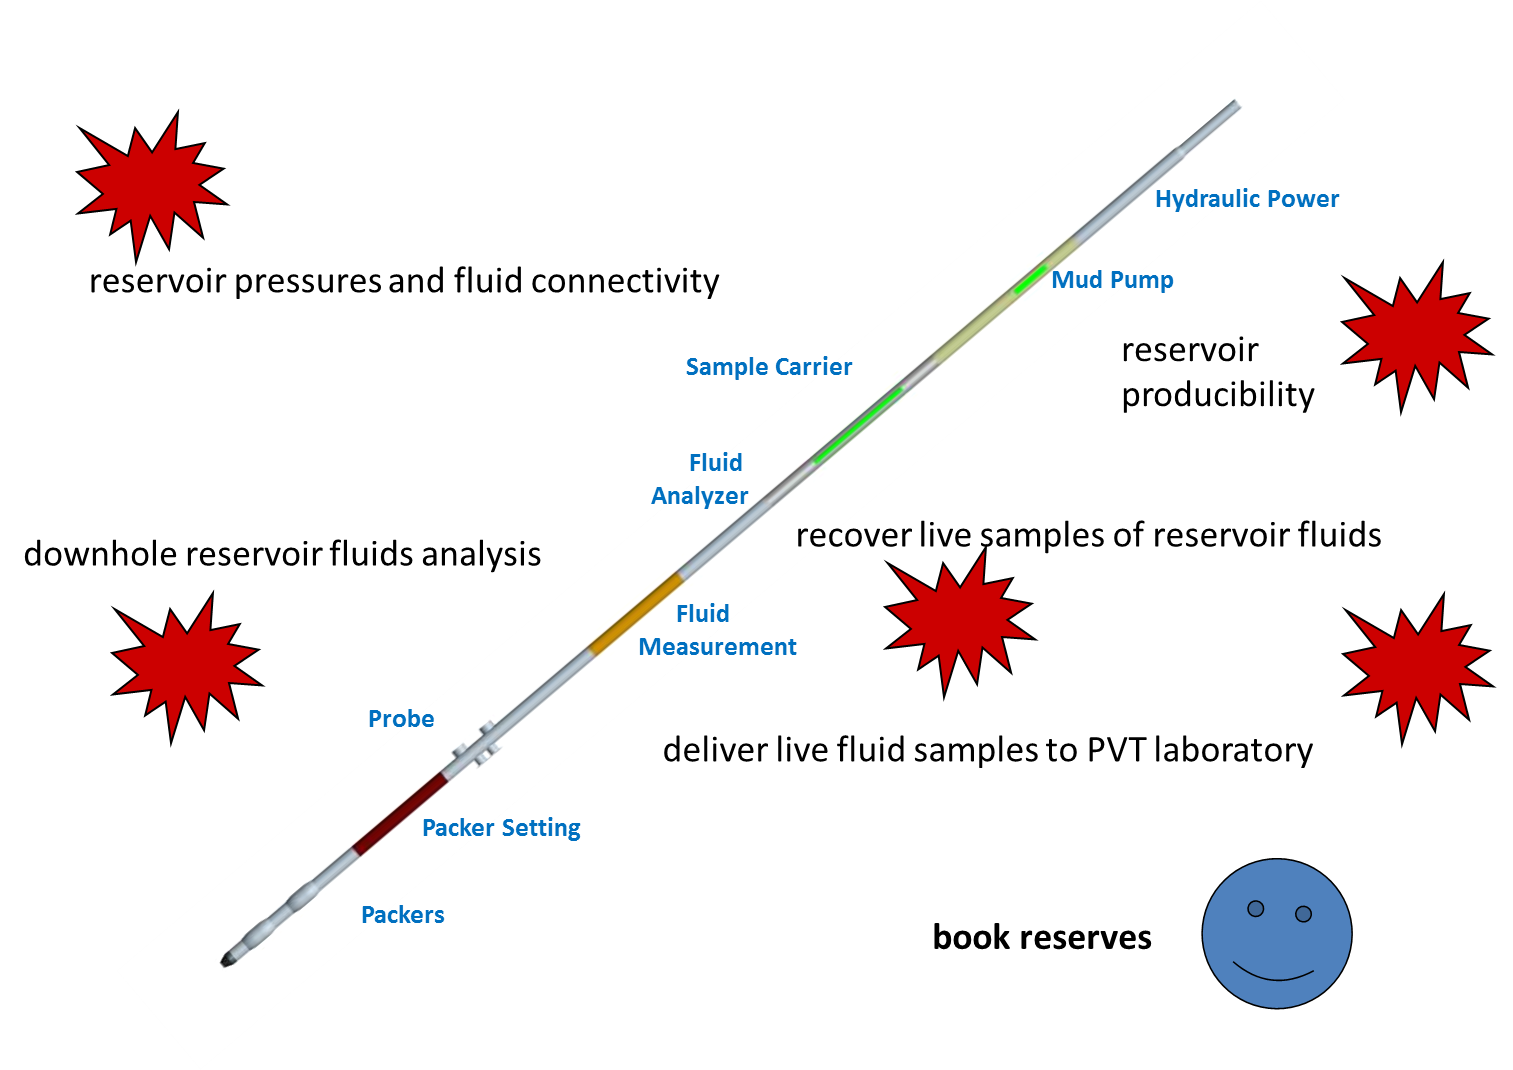 Hydraulic Power
reservoir pressures and fluid connectivity
Mud Pump
reservoir
producibility
Sample Carrier
Fluid
Analyzer
recover live samples of reservoir fluids
downhole reservoir fluids analysis
Fluid
Measurement
Probe
deliver live fluid samples to PVT laboratory
Packer Setting
Packers
book reserves